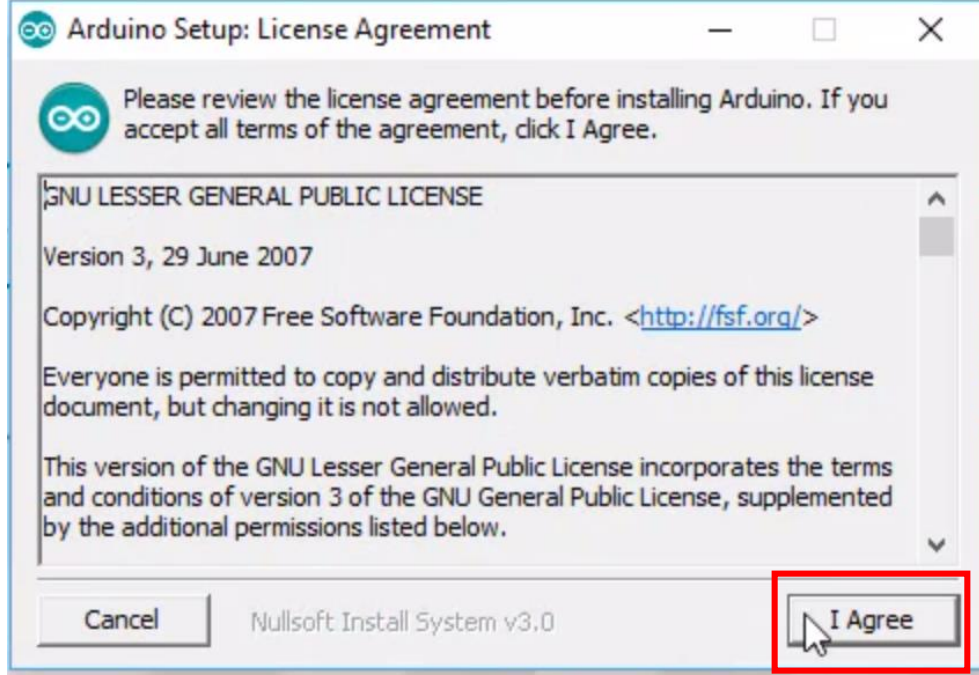 Arduino Setup: License Agreement
Please review the license agreement before installing Arduino. If you
accept all terms of the agreement, click I Agree.
GNU LESSER GENERAL PUBLIC LICENSE
Version 3, 29 June 2007
Copyright (C) 2007 Free Software Foundation, Inc. <http://fsf.org/>
Everyone is permitted to copy and distribute verbatim copies of this license
document, but changing it is not allowed.
This version of the GNU Lesser General Public License incorporates the terms
and conditions of version 3 of the GNU General Public License, supplemented
by the additional permissions listed below.
Cancel
Nullsoft Install System v3.0
I Agree